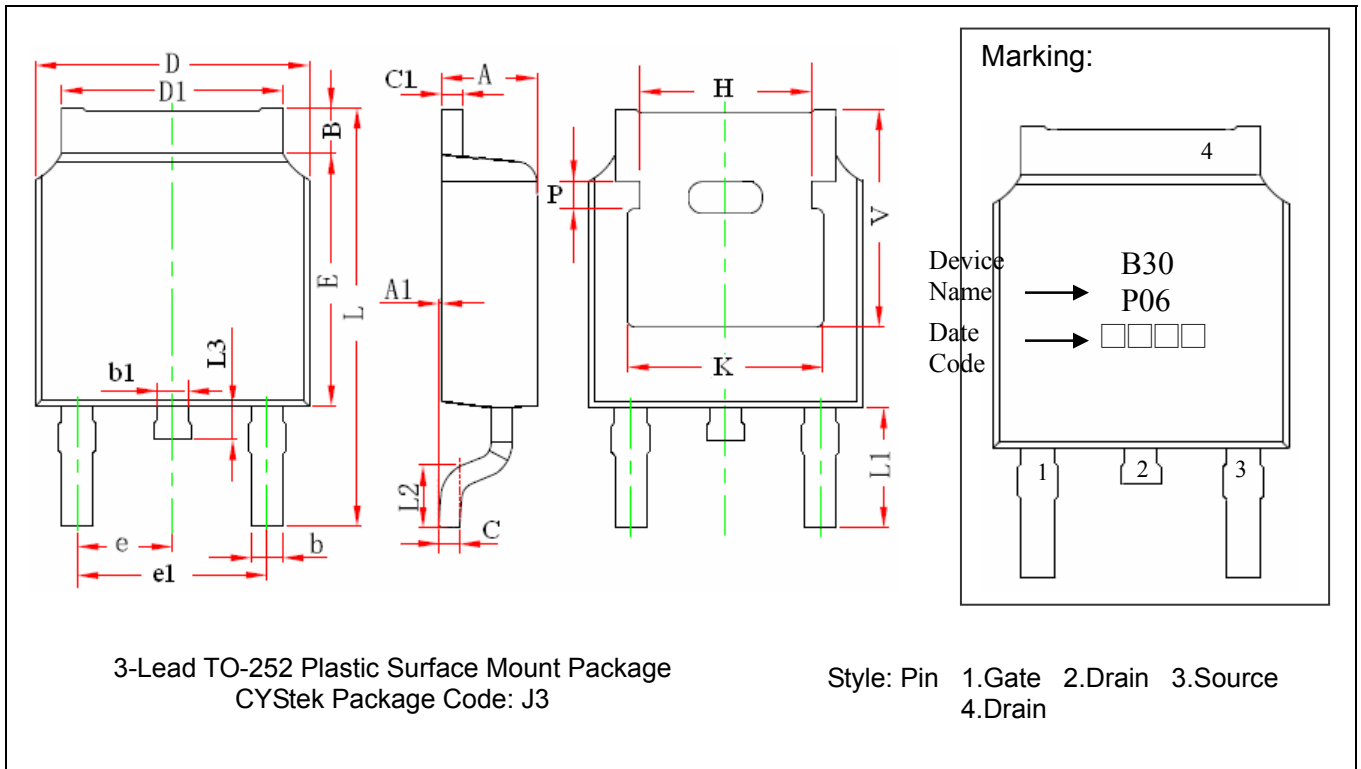 D
D1
B
E
L
L3
b1
e
e1
b
C1
A
A1
L2
C
H
P
V
K
L1
Marking:
4
Device
Name
B30
P06
Date
Code
□□□□
1
2
3
3-Lead TO-252 Plastic Surface Mount Package
CYStek Package Code: J3
Style: Pin 1.Gate 2.Drain 3.Source
4.Drain